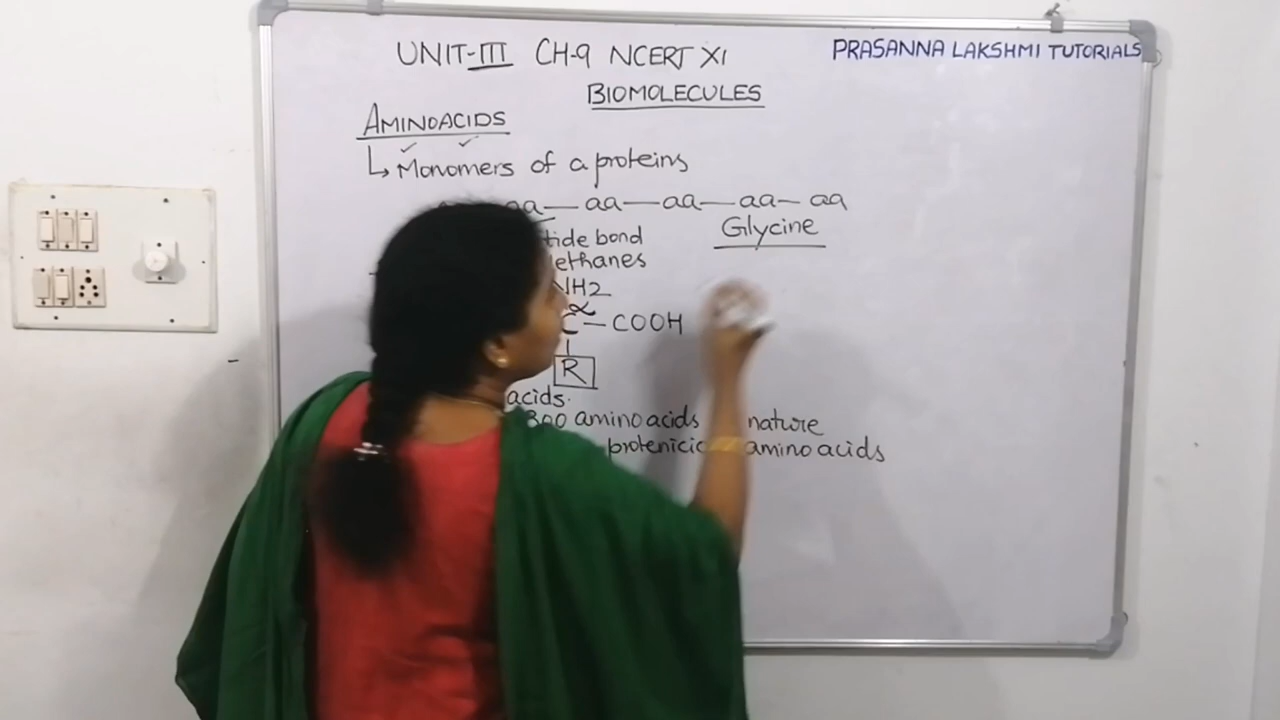 UNIT-III CH-9 NCERT XI
PRASANNA LAKSHMI TUTORIALS
BIOMOLECULES
AMINOACIDS
↳ Monomers of a proteins
aa — aa — aa — aa — aa
tide bond
Glycine
ethanes
NH2
α
C — COOH
R
acids.
300 amino acids nature
protenicio amino acids